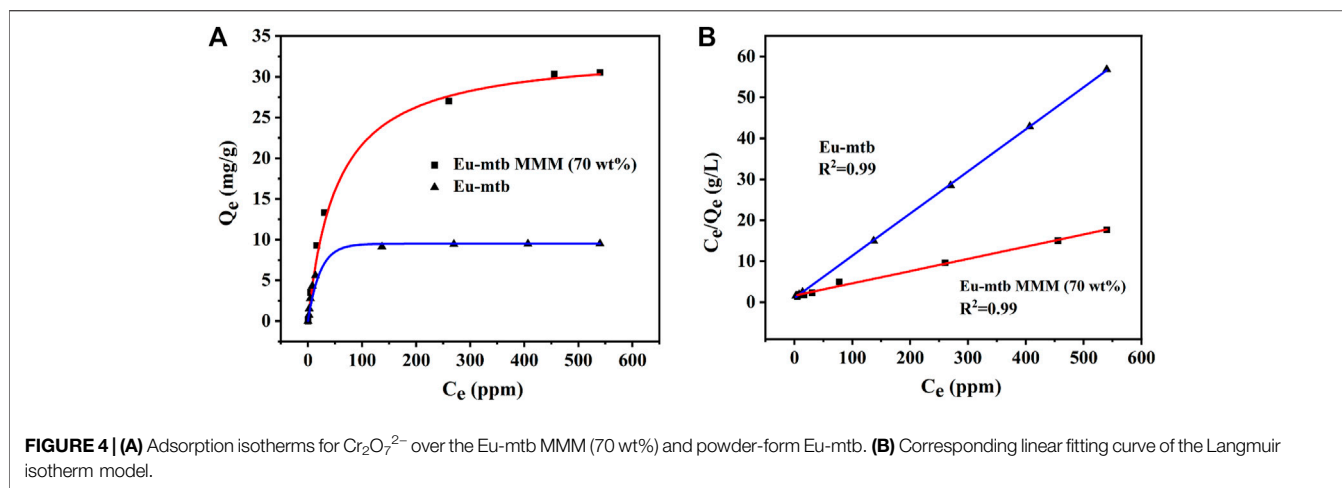 A
35
30
25
20
15
10
5
0
Qe (mg/g)
Eu-mtb MMM (70 wt%)
Eu-mtb
0 100 200 300 400 500 600
Ce (ppm)
B
60
50
40
30
20
10
0
Ce/Qe (g/L)
Eu-mtb
R²=0.99
Eu-mtb MMM (70 wt%)
R²=0.99
0 100 200 300 400 500 600
Ce (ppm)
FIGURE 4 | (A) Adsorption isotherms for Cr₂O₇²⁻ over the Eu-mtb MMM (70 wt%) and powder-form Eu-mtb. (B) Corresponding linear fitting curve of the Langmuir
isotherm model.